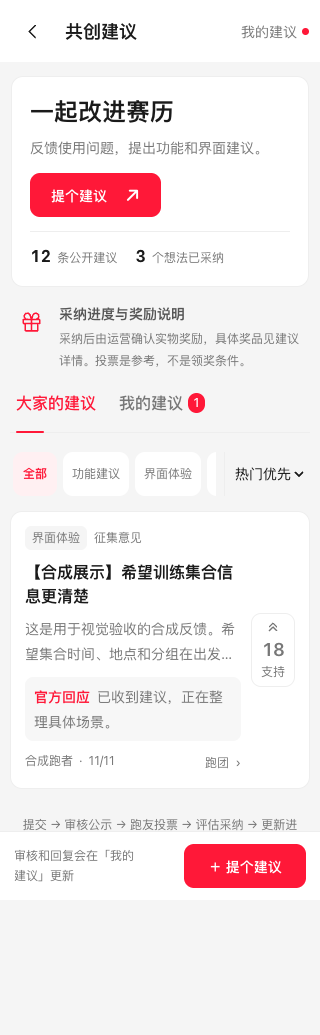 共创建议
我的建议
一起改进赛历
反馈使用问题，提出功能和界面建议。
提个建议
12 条公开建议 3 个想法已采纳
采纳进度与奖励说明
采纳后由运营确认实物奖励，具体奖品见建议
详情。投票是参考，不是领奖条件。
大家的建议 我的建议 1
全部 功能建议 界面体验 热门优先
界面体验 征集意见
【合成展示】希望训练集合信
息更清楚
这是用于视觉验收的合成反馈。希
望集合时间、地点和分组在出发...
18
支持
官方回应 已收到建议，正在整
理具体场景。
合成跑者 · 11/11 跑团 ›
提交 → 审核公示 → 跑友投票 → 评估采纳 → 更新进
审核和回复会在「我的
建议」更新
+ 提个建议